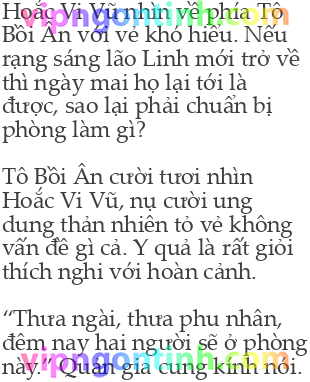 Hoắc Vi Vũ nhìn về phía Tô
Bồi Ân với vẻ khó hiểu. Nếu
rạng sáng lão Linh mới trở về
thì ngày mai họ lại tới là
được, sao lại phải chuẩn bị
phòng làm gì?
Tô Bồi Ân cười tươi nhìn
Hoắc Vi Vũ, nụ cười ung
dung thản nhiên tỏ vẻ không
vấn đề gì cả. Y quả là rất giỏi
thích nghi với hoàn cảnh.
“Thưa ngài, thưa phu nhân,
đêm nay hai người sẽ ở phòng
này.” Quản gia cung kính nói.
vipngontinh.com
vipngontinh.com